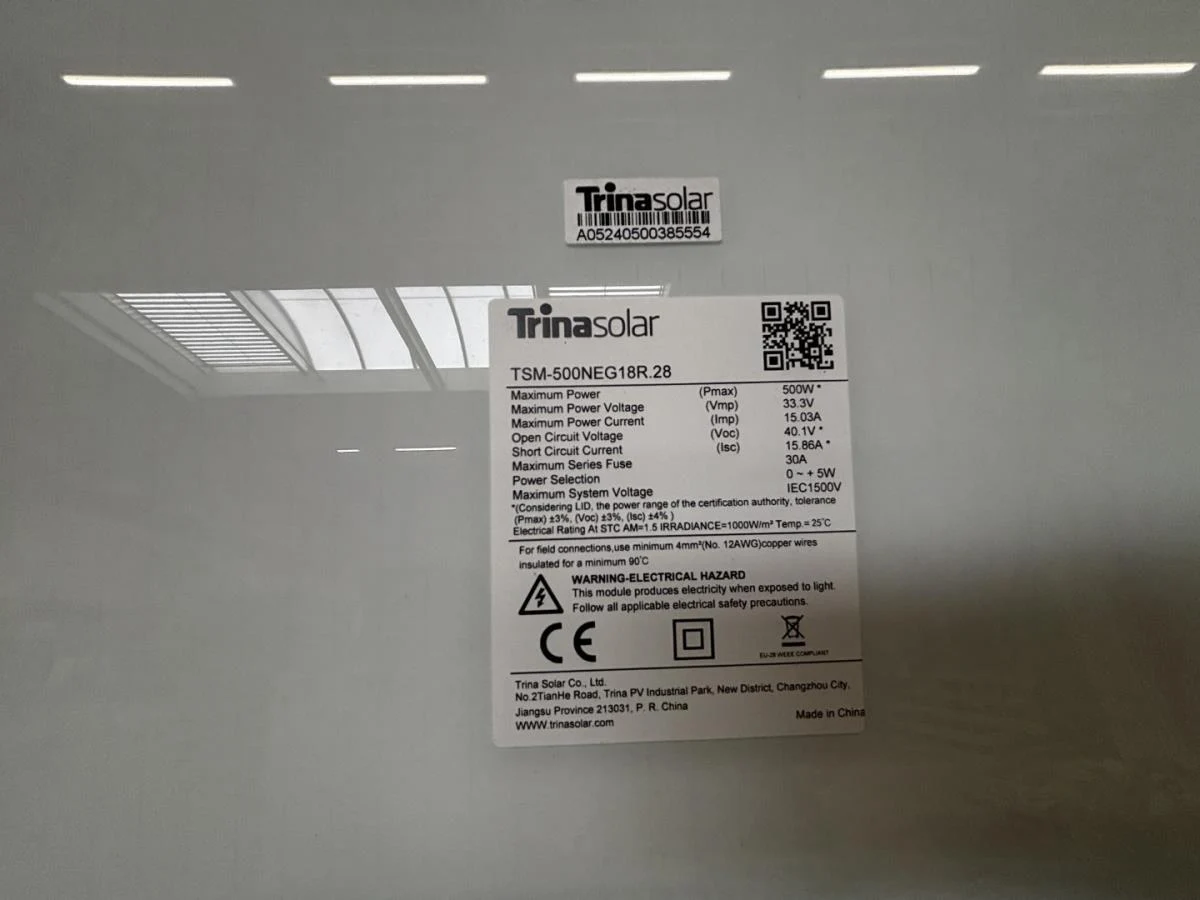 Trinasolar
A05240500385554
Trinasolar
TSM-500NEG18R.28
Maximum Power (Pmax) 500W *
Maximum Power Voltage (Vmp) 33.3V
Maximum Power Current (Imp) 15.03A
Open Circuit Voltage (Voc) 40.1V *
Short Circuit Current (Isc) 15.86A *
Maximum Series Fuse 30A
Power Selection 0 ~ + 5W
Maximum System Voltage IEC1500V
*(Considering LID, the power range of the certification authority, tolerance
(Pmax) ±3%, (Voc) ±3%, (Isc) ±4% )
Electrical Rating At STC AM=1.5 IRRADIANCE=1000W/m² Temp.= 25°C
For field connections,use minimum 4mm²(No. 12AWG)copper wires
insulated for a minimum 90°C
WARNING-ELECTRICAL HAZARD
This module produces electricity when exposed to light.
Follow all applicable electrical safety precautions.
CE
EU-28 WEEE COMPLIANT
Trina Solar Co., Ltd.
No.2TianHe Road, Trina PV Industrial Park, New District, Changzhou City,
Jiangsu Province 213031, P. R. China
WWW.trinasolar.com
Made in China